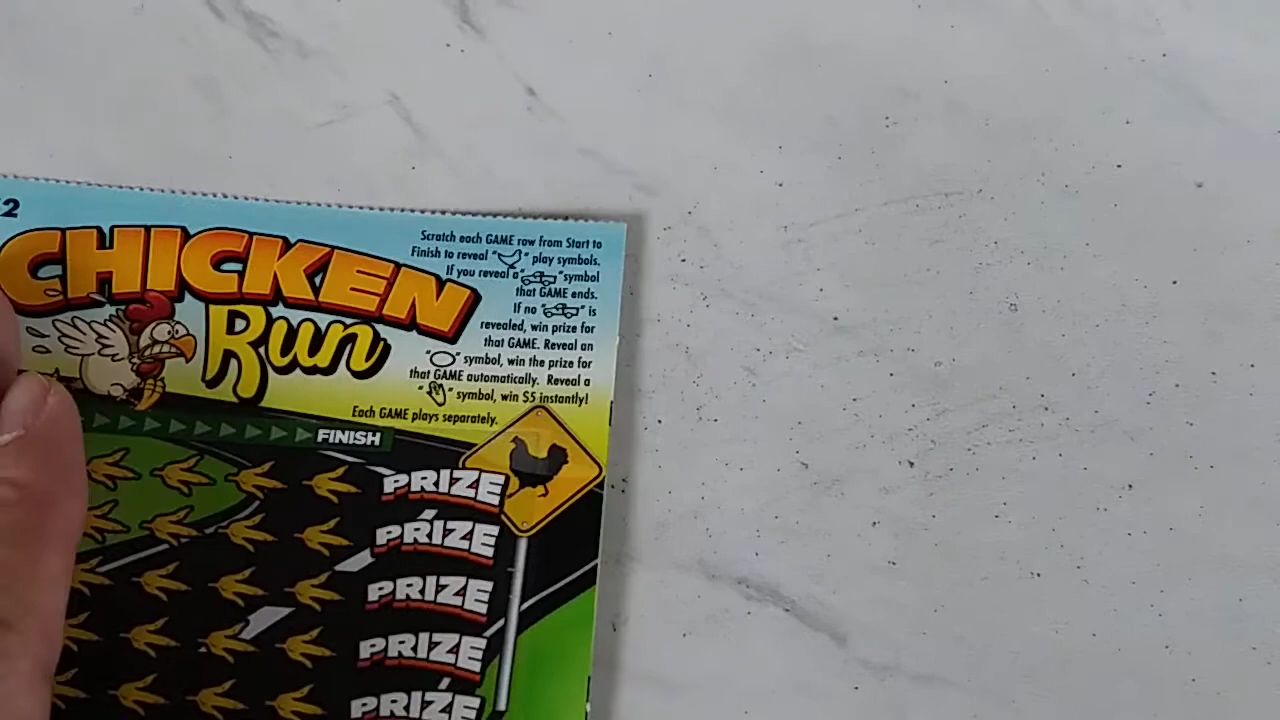 CHICKEN
Run
Scratch each GAME row from Start to
Finish to reveal " " play symbols.
If you reveal a " " symbol
that GAME ends.
If no " " is
revealed, win prize for
that GAME. Reveal an
" " symbol, win the prize for
that GAME automatically. Reveal a
" " symbol, win $5 instantly!
Each GAME plays separately.
FINISH
PRIZE
PRIZE
PRIZE
PRIZE
PRIZE